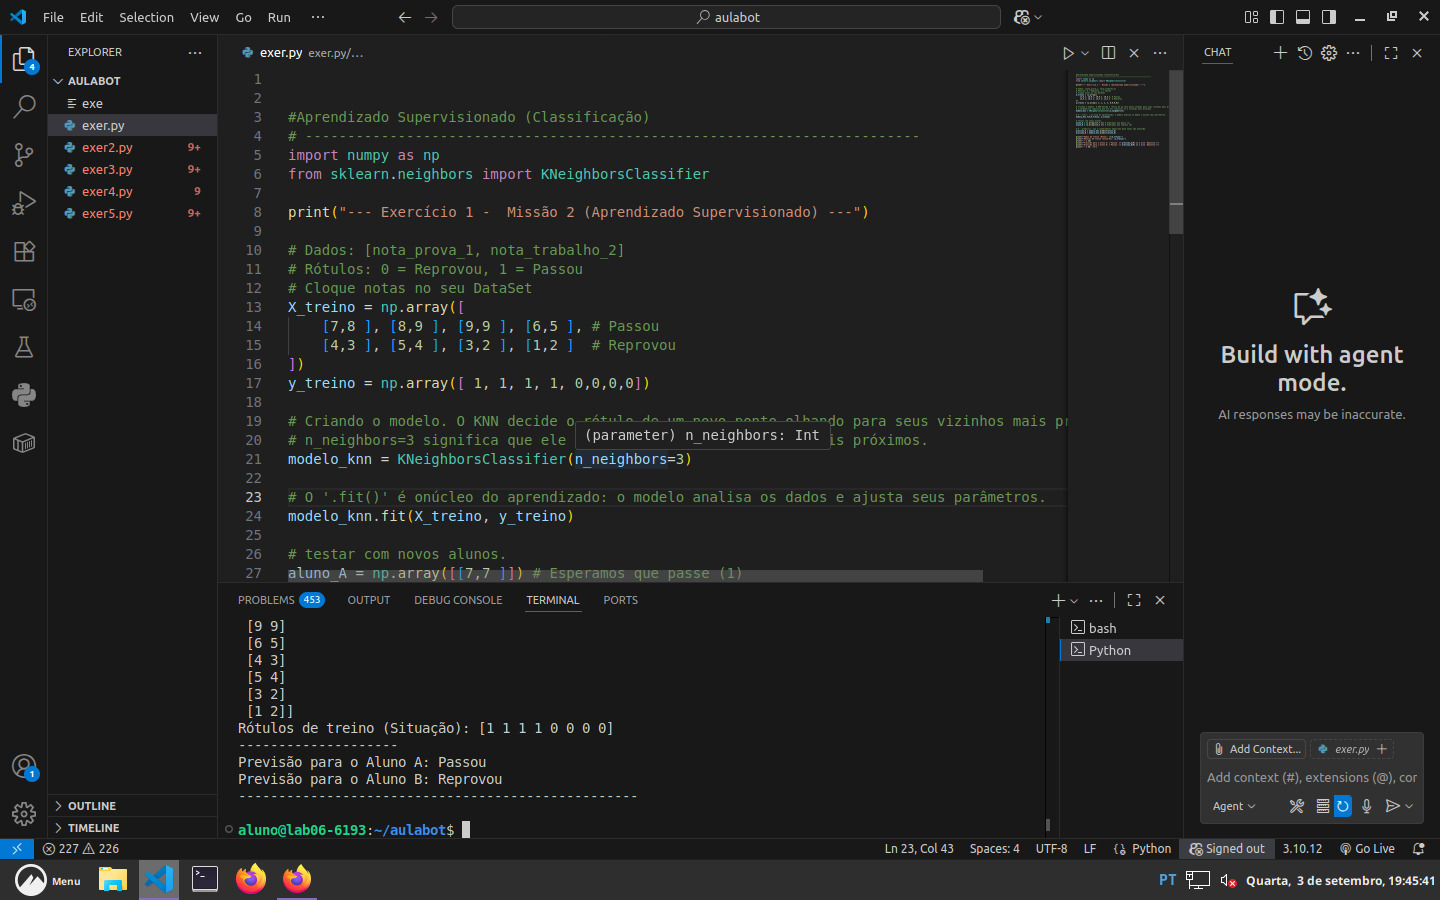 File Edit Selection View Go Run ···
aulabot
EXPLORER
AULABOT
exe
exer.py
exer2.py 9+
exer3.py 9+
exer4.py 9
exer5.py 9+
OUTLINE
TIMELINE
exer.py exer.py/...
1
2
3 #Aprendizado Supervisionado (Classificação)
4 # -------------------------------------------------------------------------
5 import numpy as np
6 from sklearn.neighbors import KNeighborsClassifier
7
8 print("--- Exercício 1 -  Missão 2 (Aprendizado Supervisionado) ---")
9
10 # Dados: [nota_prova_1, nota_trabalho_2]
11 # Rótulos: 0 = Reprovou, 1 = Passou
12 # Cloque notas no seu DataSet
13 X_treino = np.array([
14     [7,8 ], [8,9 ], [9,9 ], [6,5 ], # Passou
15     [4,3 ], [5,4 ], [3,2 ], [1,2 ]  # Reprovou
16 ])
17 y_treino = np.array([ 1, 1, 1, 1, 0,0,0,0])
18
19 # Criando o modelo. O KNN decide o rótulo de um novo ponto olhando para seus vizinhos mais pr
(parameter) n_neighbors: Int
20 # n_neighbors=3 significa que ele is próximos.
21 modelo_knn = KNeighborsClassifier(n_neighbors=3)
22
23 # O '.fit()' é onúcleo do aprendizado: o modelo analisa os dados e ajusta seus parâmetros.
24 modelo_knn.fit(X_treino, y_treino)
25
26 # testar com novos alunos.
27 aluno_A = np.array([[7,7 ]]) # Esperamos que passe (1)
PROBLEMS 453 OUTPUT DEBUG CONSOLE TERMINAL PORTS
[9 9]
[6 5]
[4 3]
[5 4]
[3 2]
[1 2]]
Rótulos de treino (Situação): [1 1 1 1 0 0 0 0]
--------------------
Previsão para o Aluno A: Passou
Previsão para o Aluno B: Reprovou
--------------------------------------------------
aluno@lab06-6193:~/aulabot$
bash
Python
CHAT
Build with agent
mode.
AI responses may be inaccurate.
Add Context... exer.py
Add context (#), extensions (@), cor
Agent
4
1
227 226 Ln 23, Col 43 Spaces: 4 UTF-8 LF Python Signed out 3.10.12 Go Live
Menu PT Quarta, 3 de setembro, 19:45:41